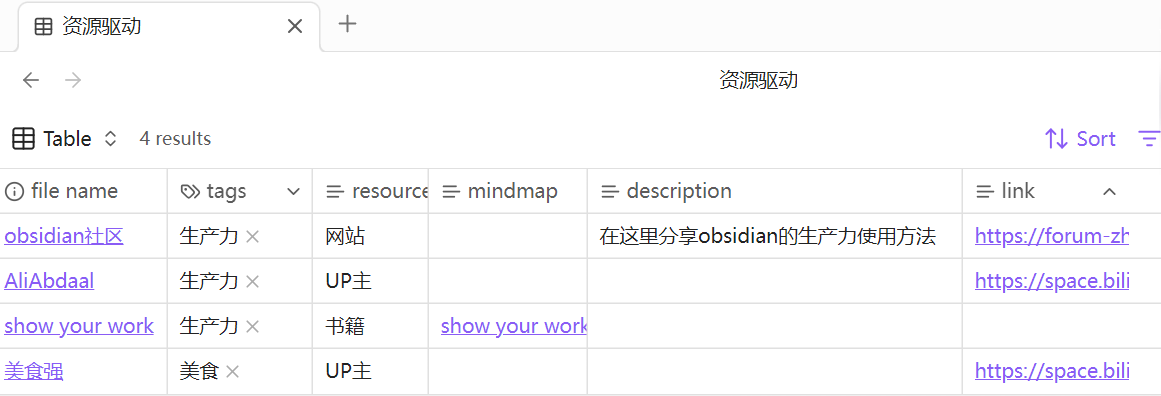 资源驱动
资源驱动
Table 4 results Sort
file name tags resource mindmap description link
obsidian社区 生产力 网站 在这里分享obsidian的生产力使用方法 https://forum-zh
AliAbdaal 生产力 UP主 https://space.bili
show your work 生产力 书籍 show your work
美食强 美食 UP主 https://space.bili